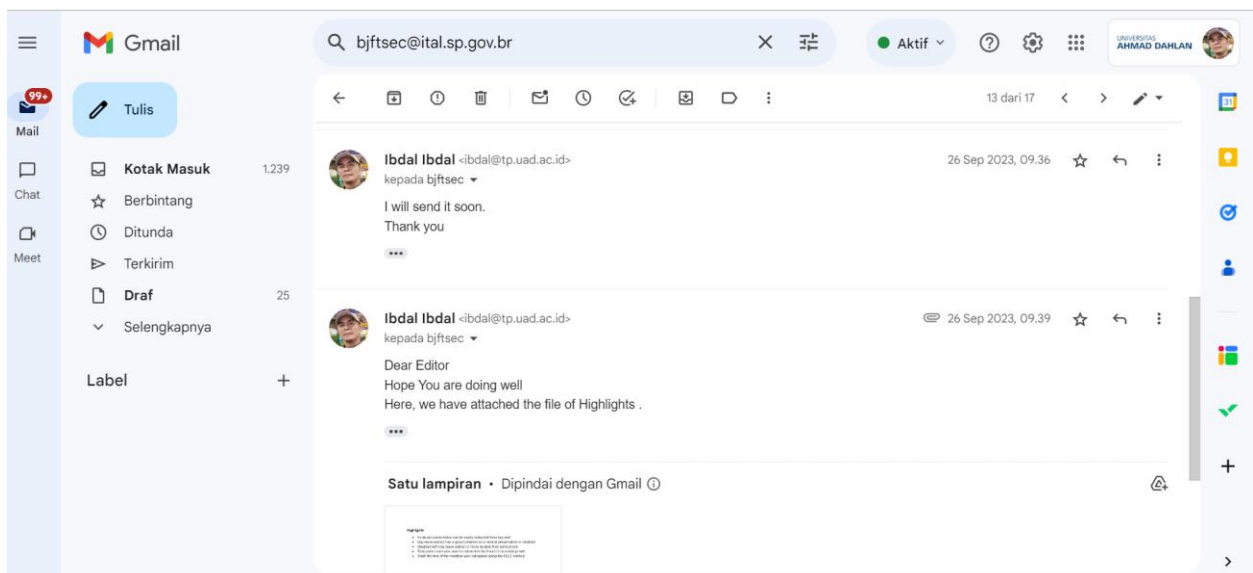 Gmail
bjftsec@ital.sp.gov.br
Aktif
UNIVERSITAS
AHMAD DAHLAN
99+
Mail
Chat
Meet
Tulis
Kotak Masuk 1.239
Berbintang
Ditunda
Terkirim
Draf 25
Selengkapnya
Label
13 dari 17
Ibdal Ibdal <ibdal@tp.uad.ac.id> 26 Sep 2023, 09.36
kepada bjftsec
I will send it soon.
Thank you
Ibdal Ibdal <ibdal@tp.uad.ac.id> 26 Sep 2023, 09.39
kepada bjftsec
Dear Editor
Hope You are doing well
Here, we have attached the file of Highlights .
Satu lampiran • Dipindai dengan Gmail
Highlights
31